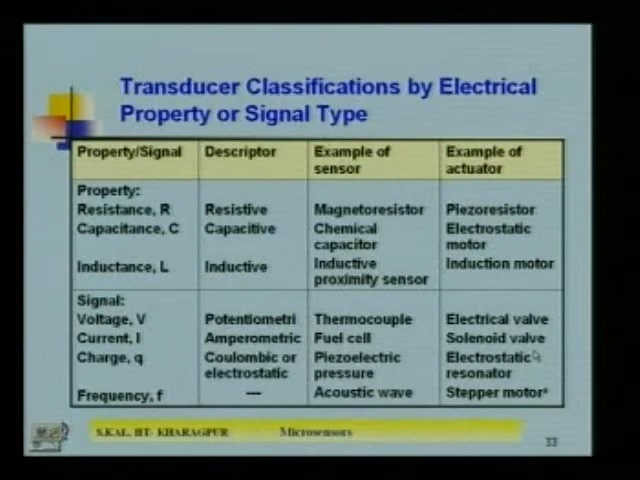 Transducer Classifications by Electrical
Property or Signal Type
Property/Signal Descriptor Example of sensor Example of actuator
Property:
Resistance, R Resistive Magnetoresistor Piezoresistor
Capacitance, C Capacitive Chemical capacitor Electrostatic motor
Inductance, L Inductive Inductive proximity sensor Induction motor
Signal:
Voltage, V Potentiometri Thermocouple Electrical valve
Current, I Amperometric Fuel cell Solenoid valve
Charge, q Coulombic or electrostatic Piezoelectric pressure Electrostatic resonator
Frequency, f --- Acoustic wave Stepper motorᵃ
S.KAL, IIT- KHARAGPUR Microsensors 33